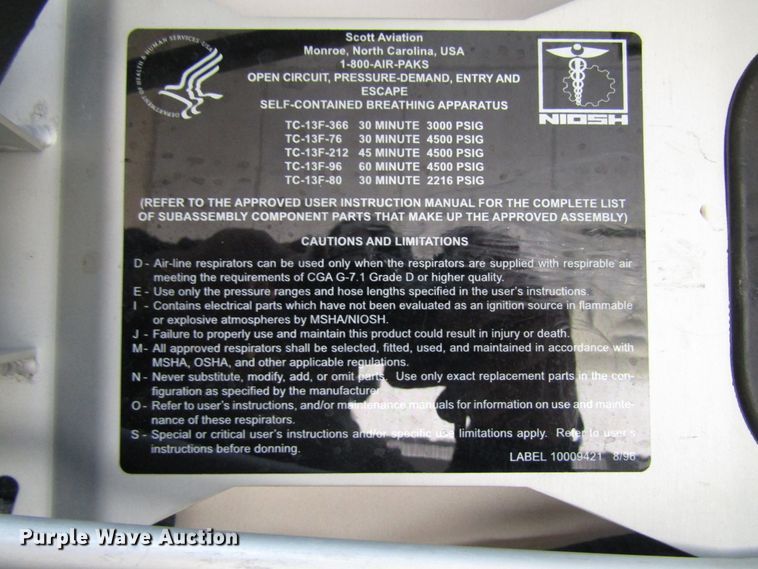 Scott Aviation
Monroe, North Carolina, USA
1-800-AIR-PAKS
OPEN CIRCUIT, PRESSURE-DEMAND, ENTRY AND
ESCAPE
SELF-CONTAINED BREATHING APPARATUS
DEPARTMENT OF HEALTH & HUMAN SERVICES USA
NIOSH
TC-13F-366 30 MINUTE 3000 PSIG
TC-13F-76 30 MINUTE 4500 PSIG
TC-13F-212 45 MINUTE 4500 PSIG
TC-13F-96 60 MINUTE 4500 PSIG
TC-13F-80 30 MINUTE 2216 PSIG
(REFER TO THE APPROVED USER INSTRUCTION MANUAL FOR THE COMPLETE LIST
OF SUBASSEMBLY COMPONENT PARTS THAT MAKE UP THE APPROVED ASSEMBLY)
CAUTIONS AND LIMITATIONS
D - Air-line respirators can be used only when the respirators are supplied with respirable air
meeting the requirements of CGA G-7.1 Grade D or higher quality.
E - Use only the pressure ranges and hose lengths specified in the user's instructions.
I - Contains electrical parts which have not been evaluated as an ignition source in flammable
or explosive atmospheres by MSHA/NIOSH.
J - Failure to properly use and maintain this product could result in injury or death.
M - All approved respirators shall be selected, fitted, used, and maintained in accordance with
MSHA, OSHA, and other applicable regulations.
N - Never substitute, modify, add, or omit parts. Use only exact replacement parts in the con-
figuration as specified by the manufacturer.
O - Refer to user's instructions, and/or maintenance manuals for information on use and mainte-
nance of these respirators.
S - Special or critical user's instructions and/or specific use limitations apply. Refer to user's
instructions before donning.
LABEL 10009421 8/96
Purple Wave Auction